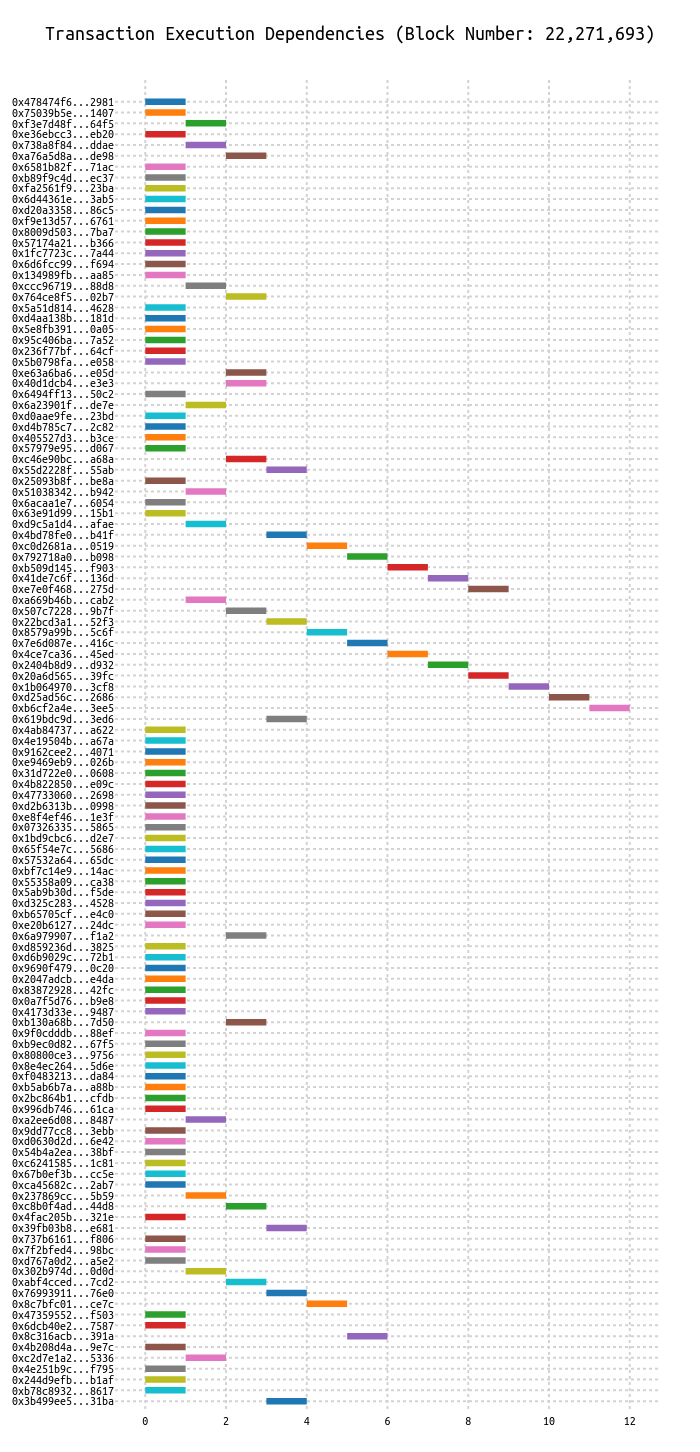 Transaction Execution Dependencies (Block Number: 22,271,693)
0x478474f6...2981
0x75039b5e...1407
0xf3e7d48f...64f5
0xe36ebcc3...eb20
0x738a8f84...ddae
0xa76a5d8a...de98
0x6581b82f...71ac
0xb89f9c4d...ec37
0xfa2561f9...23ba
0x6d44361e...3ab5
0xd20a3358...86c5
0xf9e13d57...6761
0x8009d503...7ba7
0x57174a21...b366
0x1fc7723c...7a44
0x6d6fcc99...f694
0x134989fb...aa85
0xccc96719...88d8
0x764ce8f5...02b7
0x5a51d814...4628
0xd4aa138b...181d
0x5e8fb391...0a05
0x95c406ba...7a52
0x236f77bf...64cf
0x5b0798fa...e058
0xe63a6ba6...e05d
0x40d1dcb4...e3e3
0x6494ff13...50c2
0x6a23901f...de7e
0xd0aae9fe...23bd
0xd4b785c7...2c82
0x405527d3...b3ce
0x57979e95...d067
0xc46e90bc...a68a
0x55d2228f...55ab
0x25093b8f...be8a
0x51038342...b942
0x6acaa1e7...6054
0x63e91d99...15b1
0xd9c5a1d4...afae
0x4bd78fe0...b41f
0xc0d2681a...0519
0x792718a0...b098
0xb509d145...f903
0x41de7c6f...136d
0xe7e0f468...275d
0xa669b46b...cab2
0x507c7228...9b7f
0x22bcd3a1...52f3
0x8579a99b...5c6f
0x7e6d087e...416c
0x4ce7ca36...45ed
0x2404b8d9...d932
0x20a6d565...39fc
0x1b064970...3cf8
0xd25ad56c...2686
0xb6cf2a4e...3ee5
0x619bdc9d...3ed6
0x4ab84737...a622
0x4e19504b...a67a
0x9162cee2...4071
0xe9469eb9...026b
0x31d722e0...0608
0x4b822850...e09c
0x47733060...2698
0xd2b6313b...0998
0xe8f4ef46...1e3f
0x07326335...5865
0x1bd9cbc6...d2e7
0x65f54e7c...5686
0x57532a64...65dc
0xbf7c14e9...14ac
0x55358a09...ca38
0x5ab9b30d...f5de
0xd325c283...4528
0xb65705cf...e4c0
0xe20b6127...24dc
0x6a979907...f1a2
0xd859236d...3825
0xd6b9029c...72b1
0x9690f479...0c20
0x2047adcb...e4da
0x83872928...42fc
0x0a7f5d76...b9e8
0x4173d33e...9487
0xb130a68b...7d50
0x9f0cdddb...88ef
0xb9ec0d82...67f5
0x80800ce3...9756
0x8e4ec264...5d6e
0xf0483213...da84
0xb5ab6b7a...a88b
0x2bc864b1...cfdb
0x996db746...61ca
0xa2ee6d08...8487
0x9dd77cc8...3ebb
0xd0630d2d...6e42
0x54b4a2ea...38bf
0xc6241585...1c81
0x67b0ef3b...cc5e
0xca45682c...2ab7
0x237869cc...5b59
0xc8b0f4ad...44d8
0x4fac205b...321e
0x39fb03b8...e681
0x737b6161...f806
0x7f2bfed4...98bc
0xd767a0d2...a5e2
0x302b974d...0d0d
0xabf4cced...7cd2
0x76993911...76e0
0x8c7bfc01...ce7c
0x47359552...f503
0x6dcb40e2...7587
0x8c316acb...391a
0x4b208d4a...9e7c
0xc2d7e1a2...5336
0x4e251b9c...f795
0x244d9efb...b1af
0xb78c8932...8617
0x3b499ee5...31ba
0 2 4 6 8 10 12